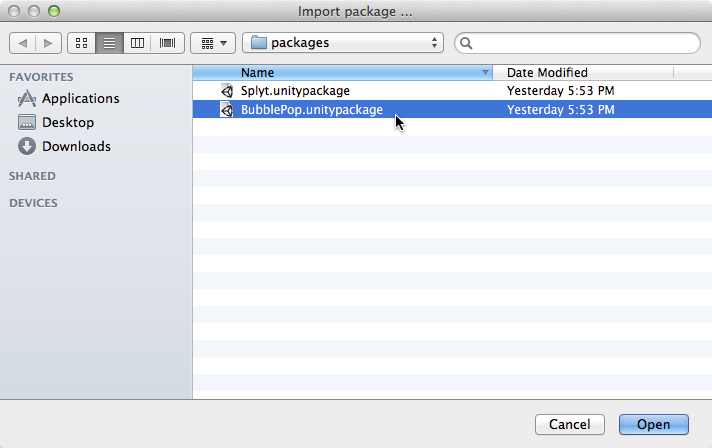 Import package ...
packages
FAVORITES
Applications
Desktop
Downloads
SHARED
DEVICES
Name Date Modified
Splyt.unitypackage Yesterday 5:53 PM
BubblePop.unitypackage Yesterday 5:53 PM
Cancel Open